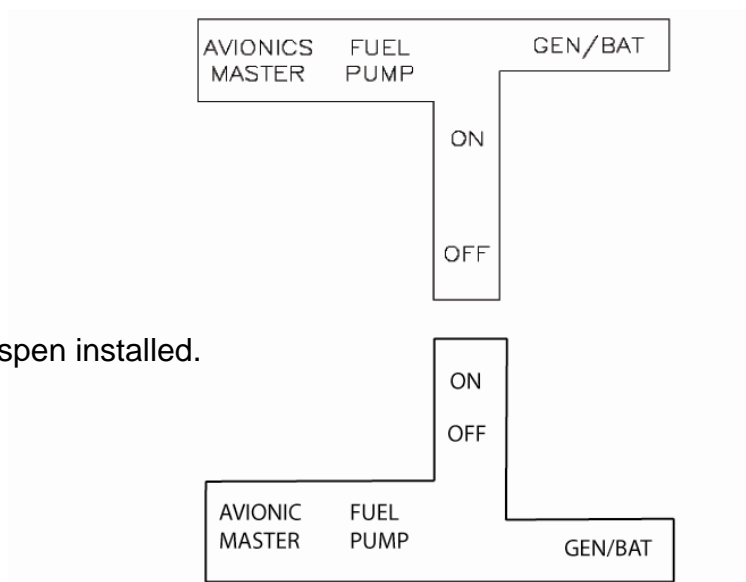 AVIONICS FUEL GEN/BAT
MASTER PUMP
ON
OFF
spen installed.
ON
OFF
AVIONIC FUEL
MASTER PUMP GEN/BAT